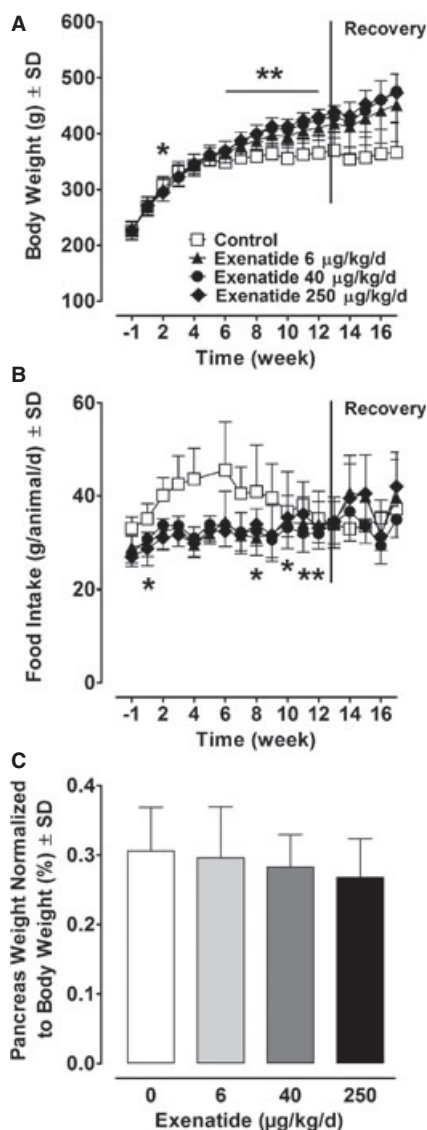 A
Recovery
Body Weight (g) ± SD
600
500
400
300
200
100
*
**
Control
Exenatide 6 µg/kg/d
Exenatide 40 µg/kg/d
Exenatide 250 µg/kg/d
-1 2 4 6 8 10 12 14 16
Time (week)
B
Recovery
Food Intake (g/animal/d) ± SD
60
40
20
0
* * * **
-1 2 4 6 8 10 12 14 16
Time (week)
C
Pancreas Weight Normalized
to Body Weight (%) ± SD
0.4
0.3
0.2
0.1
0.0
0 6 40 250
Exenatide (µg/kg/d)